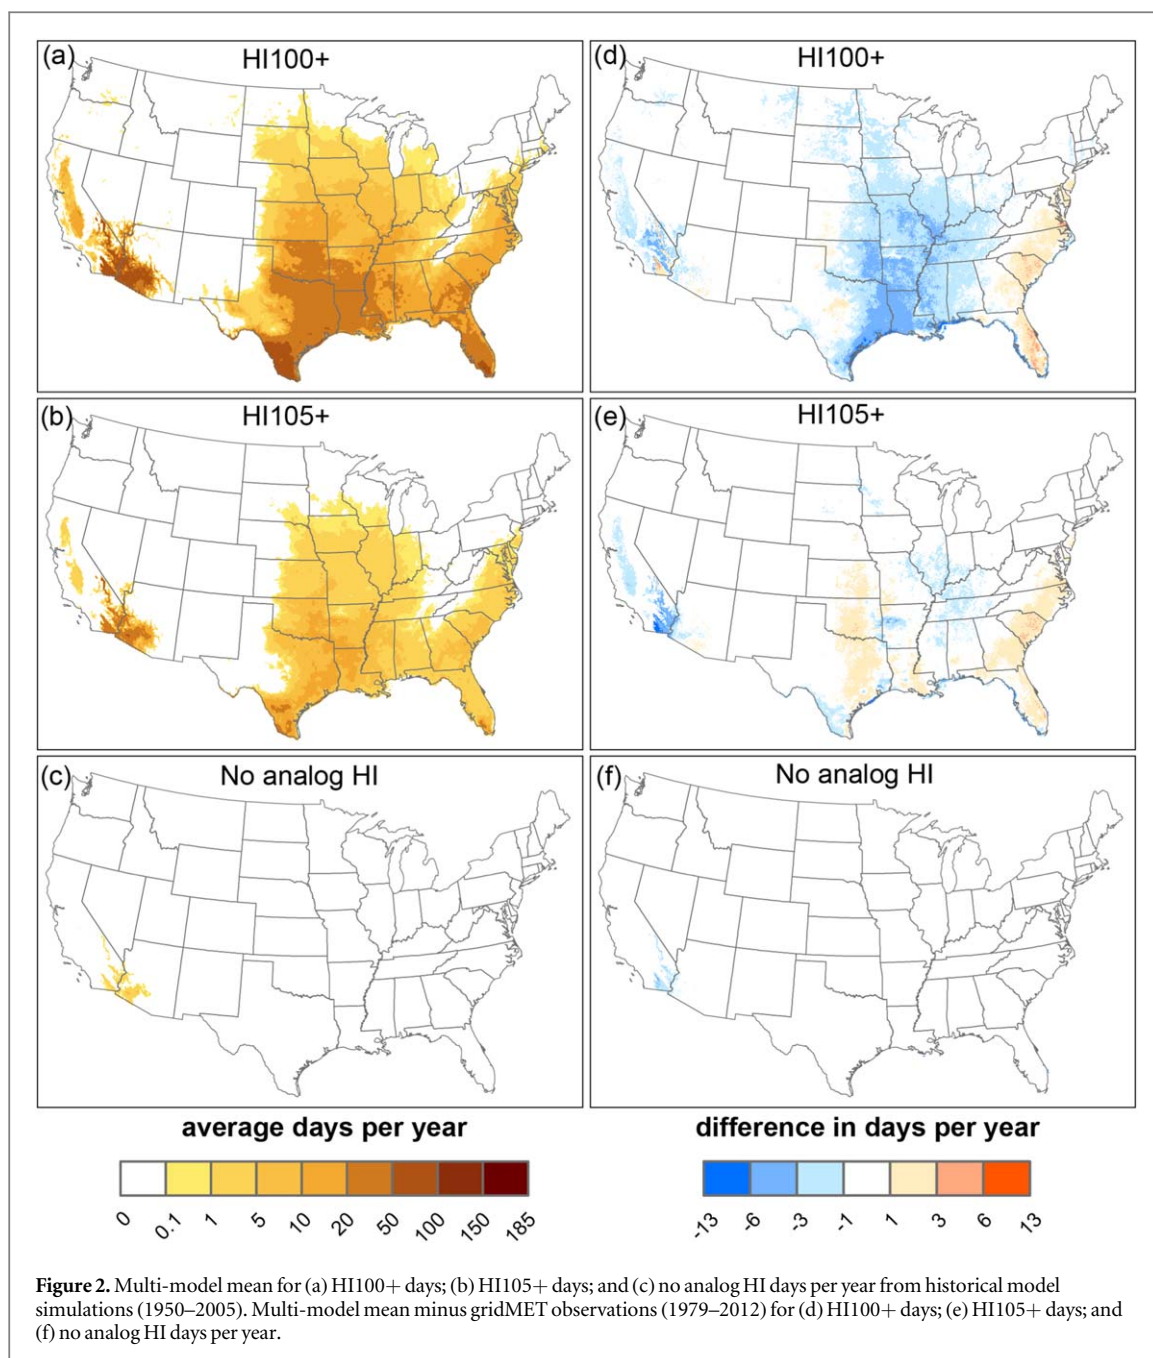 (a) HI100+
(d) HI100+
(b) HI105+
(e) HI105+
(c) No analog HI
(f) No analog HI
average days per year
0 0.1 1 5 10 20 50 100 150 185
difference in days per year
-13 -6 -3 -1 1 3 6 13
Figure 2. Multi-model mean for (a) HI100+ days; (b) HI105+ days; and (c) no analog HI days per year from historical model
simulations (1950–2005). Multi-model mean minus gridMET observations (1979–2012) for (d) HI100+ days; (e) HI105+ days; and
(f) no analog HI days per year.